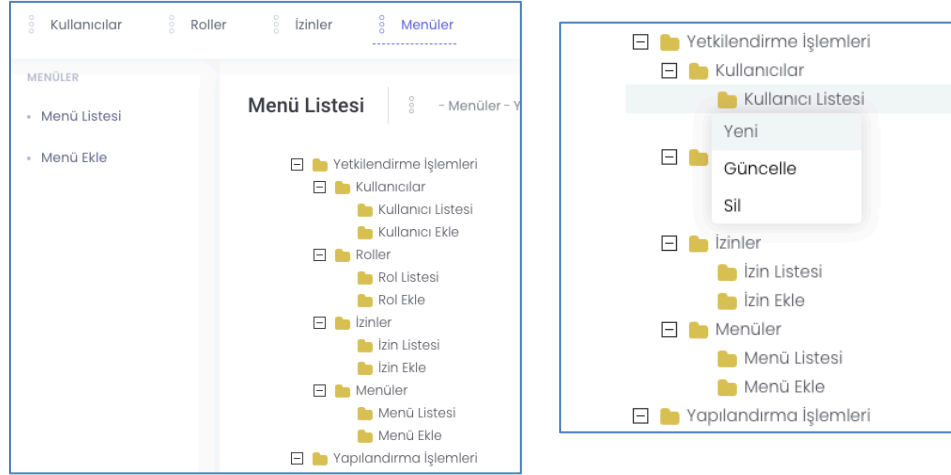 Kullanıcılar
Roller
İzinler
Menüler
MENÜLER
Menü Listesi
Menü Ekle
Menü Listesi
- Menüler - Y
Yetkilendirme İşlemleri
Kullanıcılar
Kullanıcı Listesi
Kullanıcı Ekle
Roller
Rol Listesi
Rol Ekle
İzinler
İzin Listesi
İzin Ekle
Menüler
Menü Listesi
Menü Ekle
Yapılandırma İşlemleri
Yetkilendirme İşlemleri
Kullanıcılar
Kullanıcı Listesi
Yeni
Güncelle
Sil
İzinler
İzin Listesi
İzin Ekle
Menüler
Menü Listesi
Menü Ekle
Yapılandırma İşlemleri